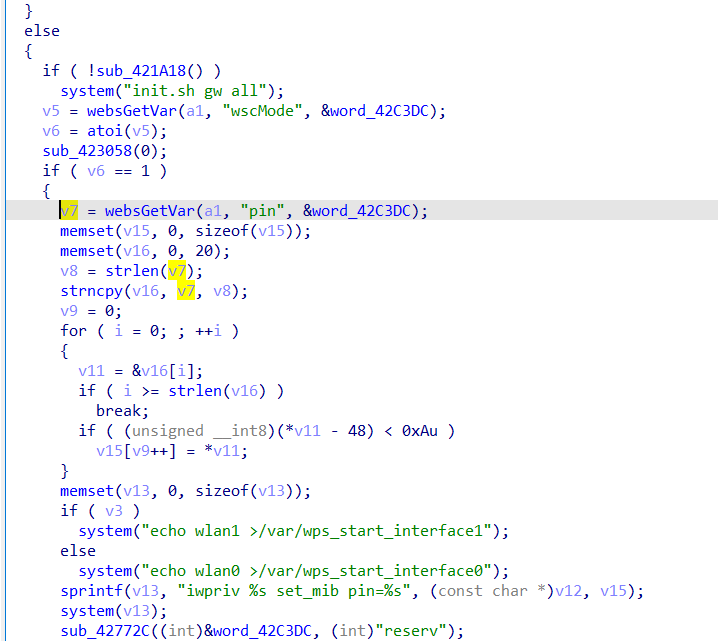 }
else
{
if ( !sub_421A18() )
system("init.sh gw all");
v5 = websGetVar(a1, "wscMode", &word_42C3DC);
v6 = atoi(v5);
sub_423058(0);
if ( v6 == 1 )
{
v7 = websGetVar(a1, "pin", &word_42C3DC);
memset(v15, 0, sizeof(v15));
memset(v16, 0, 20);
v8 = strlen(v7);
strncpy(v16, v7, v8);
v9 = 0;
for ( i = 0; ; ++i )
{
v11 = &v16[i];
if ( i >= strlen(v16) )
break;
if ( (unsigned __int8)(*v11 - 48) < 0xAu )
v15[v9++] = *v11;
}
memset(v13, 0, sizeof(v13));
if ( v3 )
system("echo wlan1 >/var/wps_start_interface1");
else
system("echo wlan0 >/var/wps_start_interface0");
sprintf(v13, "iwpriv %s set_mib pin=%s", (const char *)v12, v15);
system(v13);
sub_42772C((int)&word_42C3DC, (int)"reserv");